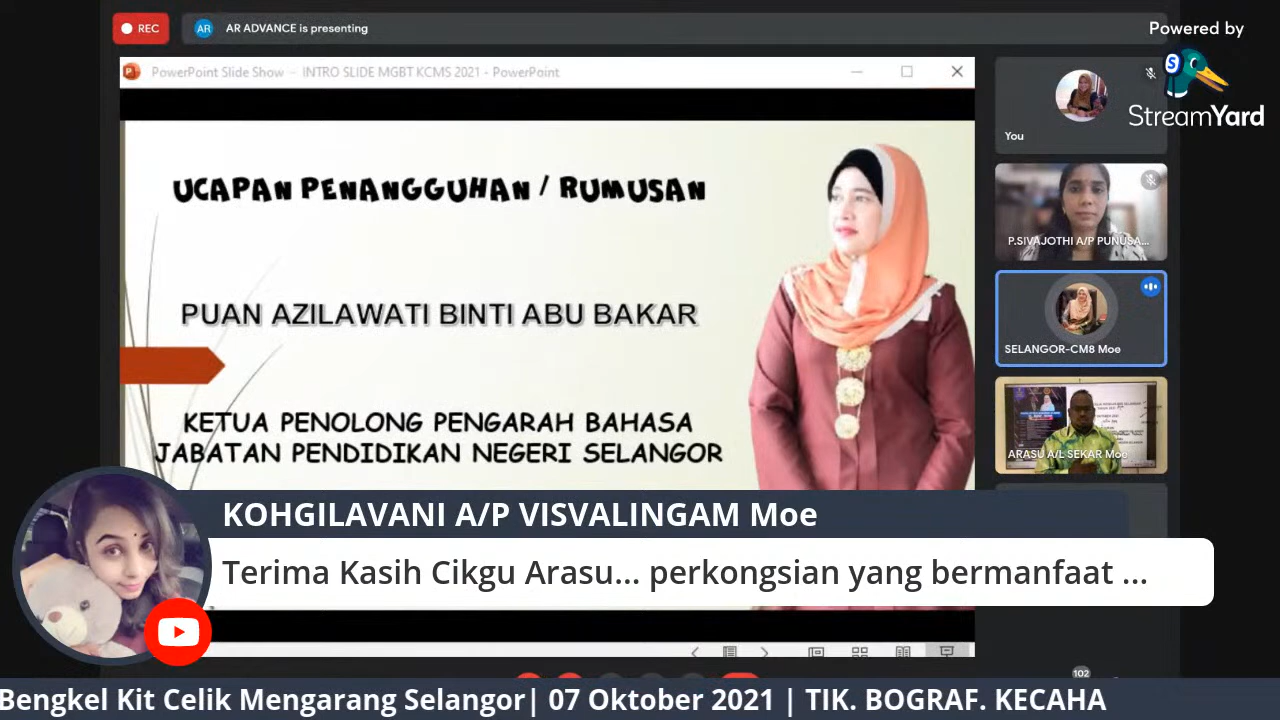 REC
AR
AR ADVANCE is presenting
Powered by
StreamYard
PowerPoint Slide Show - INTRO SLIDE MGBT KCMS 2021 - PowerPoint
You
UCAPAN PENANGGUHAN / RUMUSAN
P.SIVAJOTHI A/P PUNUSA...
PUAN AZILAWATI BINTI ABU BAKAR
SELANGOR-CM8 Moe
KETUA PENOLONG PENGARAH BAHASA
JABATAN PENDIDIKAN NEGERI SELANGOR
ARASU A/L SEKAR Moe
KOHGILAVANI A/P VISVALINGAM Moe
Terima Kasih Cikgu Arasu... perkongsian yang bermanfaat ...
102
Bengkel Kit Celik Mengarang Selangor| 07 Oktober 2021 | TIK. BOGRAF. KECAHA